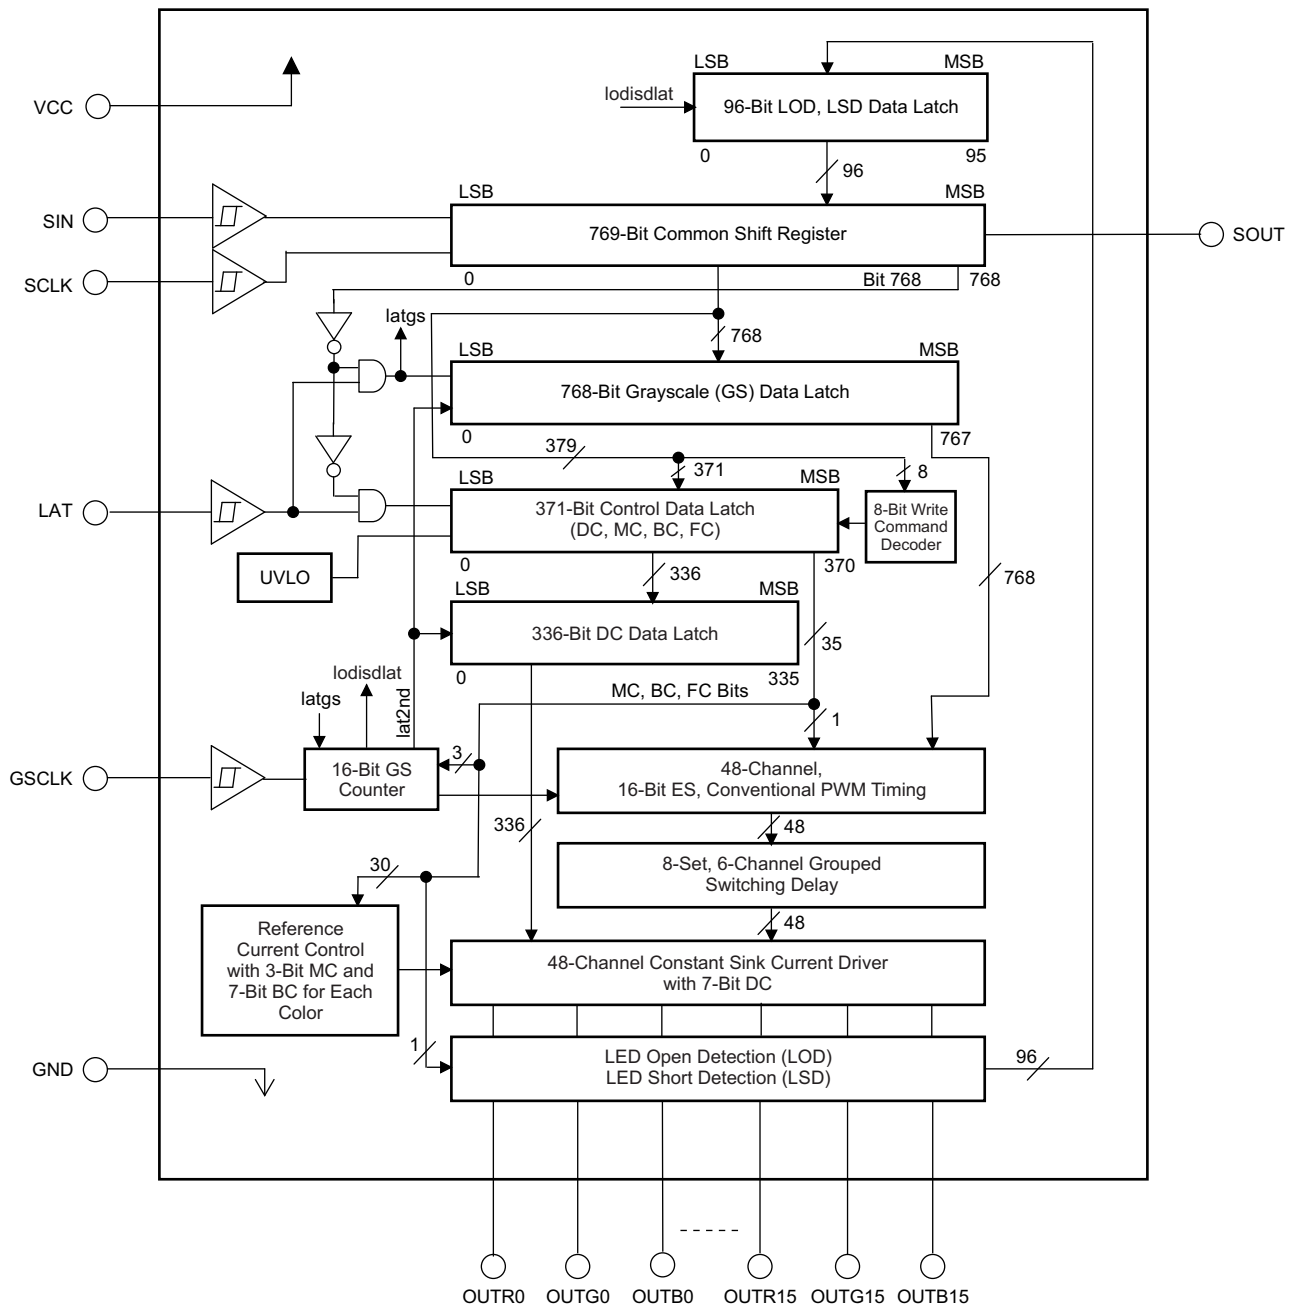 LSB MSB
VCC
lodisdlat
96-Bit LOD, LSD Data Latch
0 95
96
LSB MSB
SIN
769-Bit Common Shift Register
SOUT
SCLK
0 Bit 768 768
latgs
768
LSB MSB
768-Bit Grayscale (GS) Data Latch
0 767
379
371
8
LSB MSB
LAT
371-Bit Control Data Latch
(DC, MC, BC, FC)
8-Bit Write
Command
Decoder
0 370
UVLO
336
768
LSB MSB
336-Bit DC Data Latch
35
0 335
lodisdlat
latgs
lat2nd
MC, BC, FC Bits
1
3
GSCLK
16-Bit GS
Counter
48-Channel,
16-Bit ES, Conventional PWM Timing
336
48
30
8-Set, 6-Channel Grouped
Switching Delay
48
Reference
Current Control
with 3-Bit MC and
7-Bit BC for Each
Color
48-Channel Constant Sink Current Driver
with 7-Bit DC
1
GND
LED Open Detection (LOD)
LED Short Detection (LSD)
96
OUTR0 OUTG0 OUTB0 OUTR15 OUTG15 OUTB15